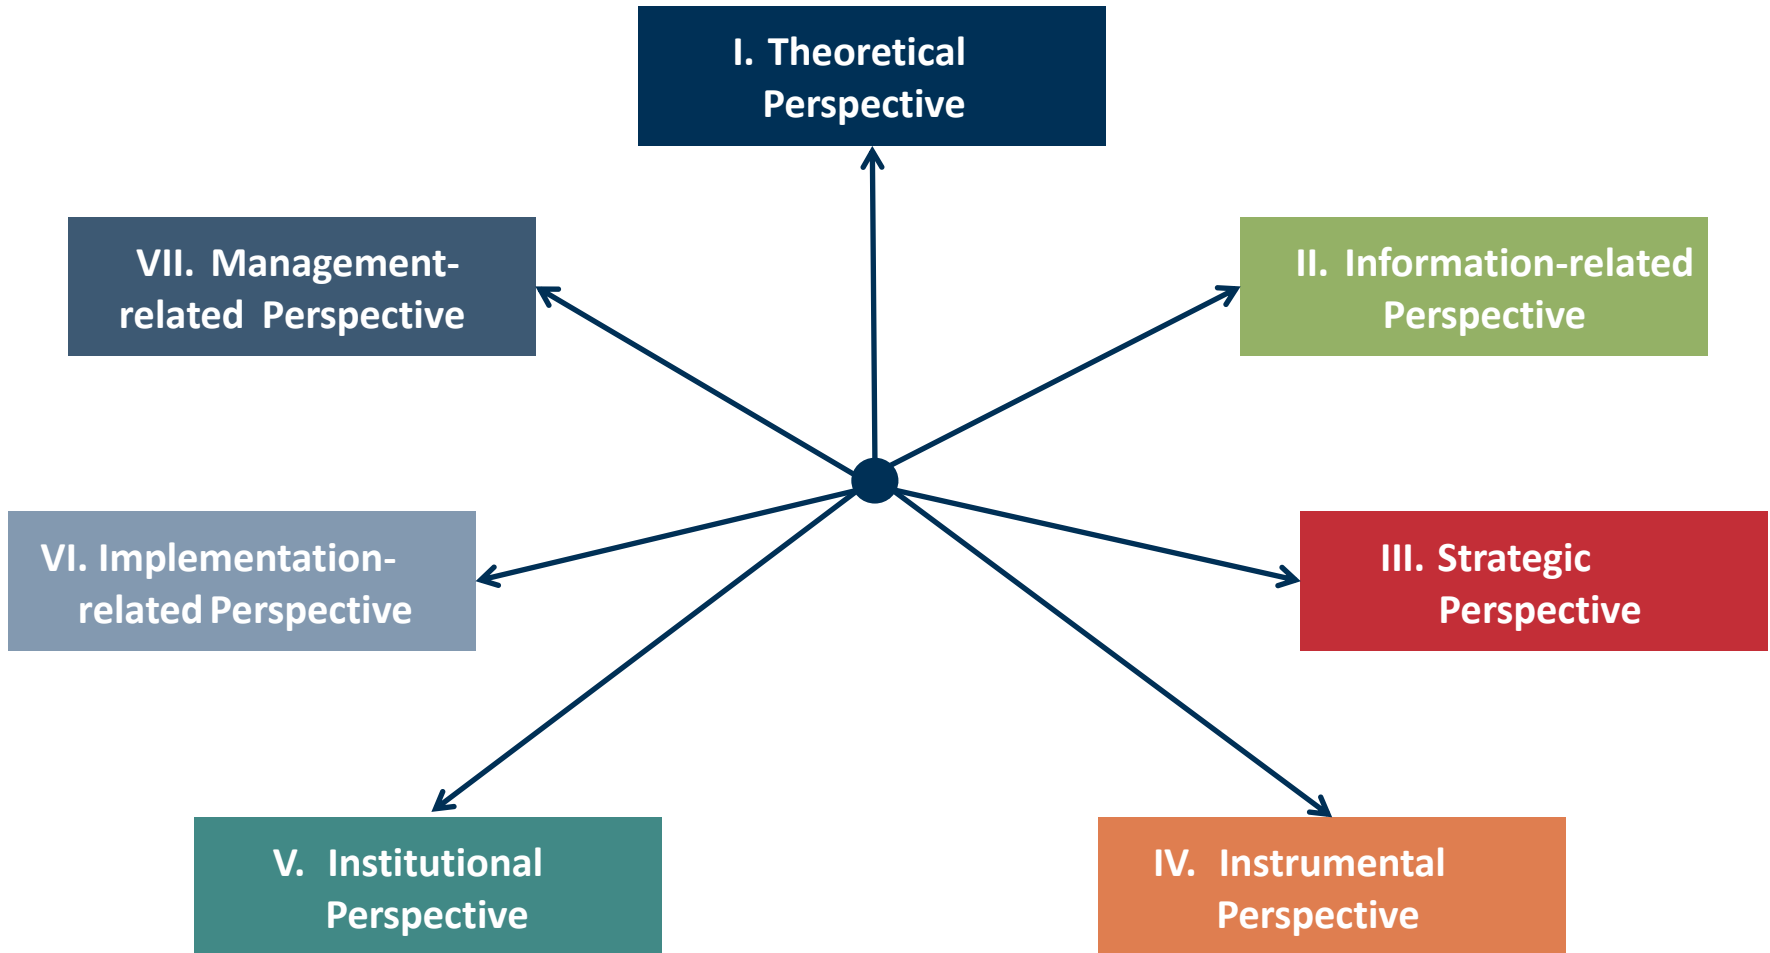 I. Theoretical
Perspective
II. Information-related
Perspective
III. Strategic
Perspective
IV. Instrumental
Perspective
V. Institutional
Perspective
VI. Implementation-
related Perspective
VII. Management-
related Perspective